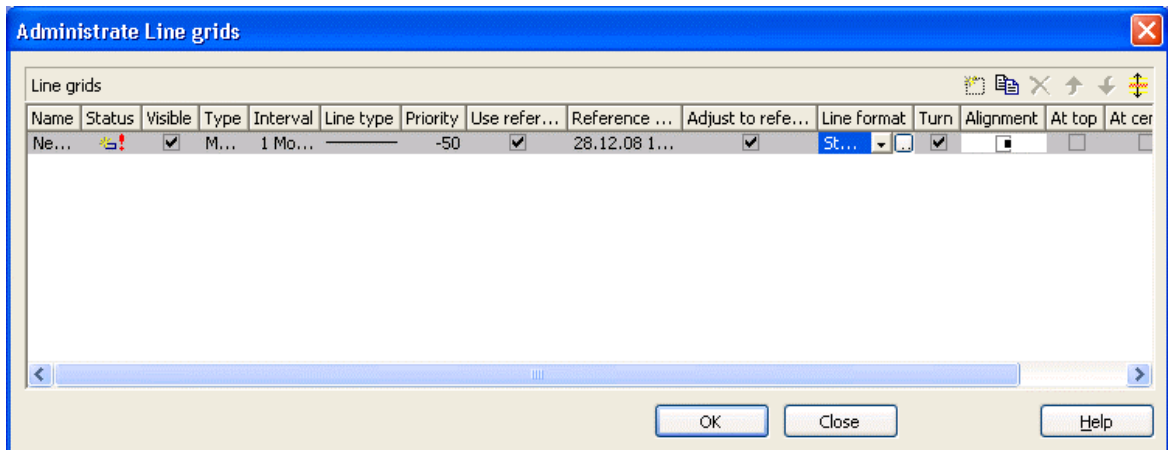 Administrate Line grids
Line grids
Name Status Visible Type Interval Line type Priority Use refer... Reference ... Adjust to refe... Line format Turn Alignment At top At cer
Ne... M... 1 Mo... -50 28.12.08 1... St... ...
OK Close Help